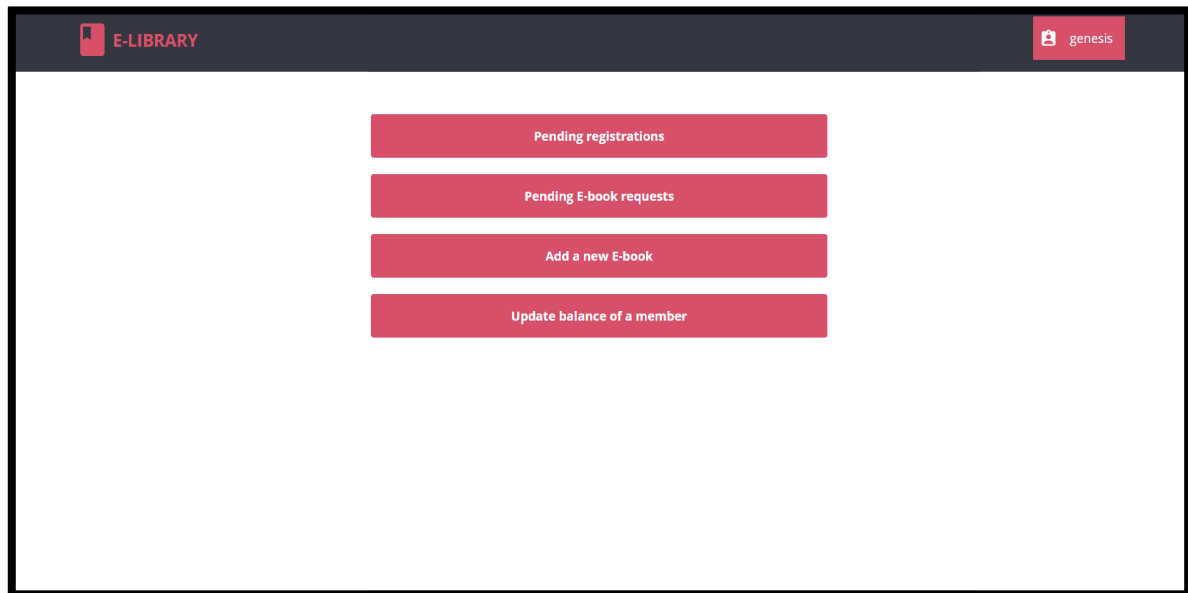 E-LIBRARY
genesis
Pending registrations
Pending E-book requests
Add a new E-book
Update balance of a member